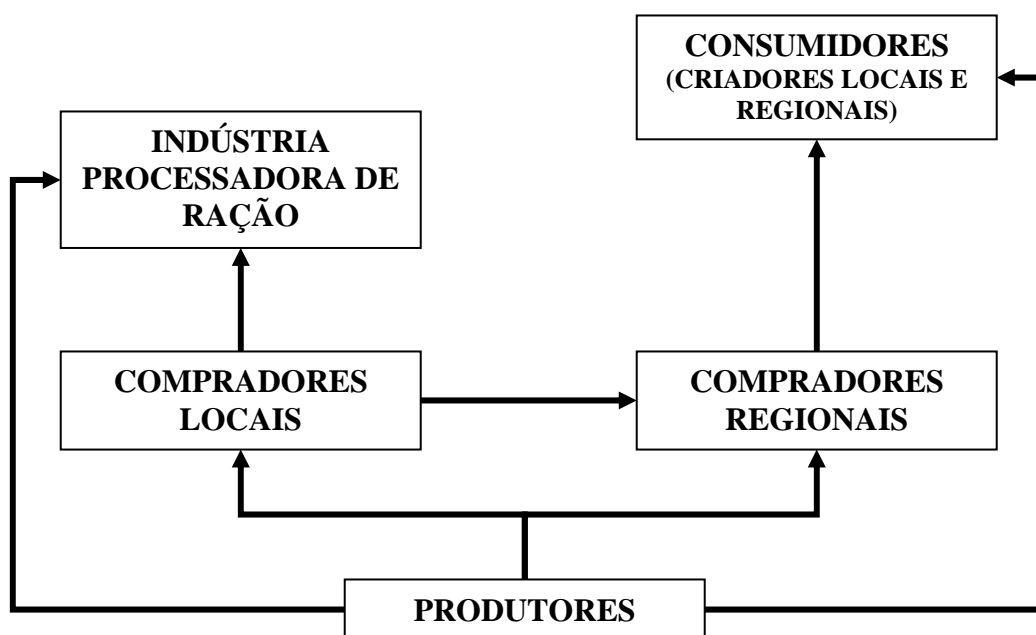 CONSUMIDORES
(CRIADORES LOCAIS E
REGIONAIS)
INDÚSTRIA
PROCESSADORA DE
RAÇÃO
COMPRADORES
LOCAIS
COMPRADORES
REGIONAIS
PRODUTORES